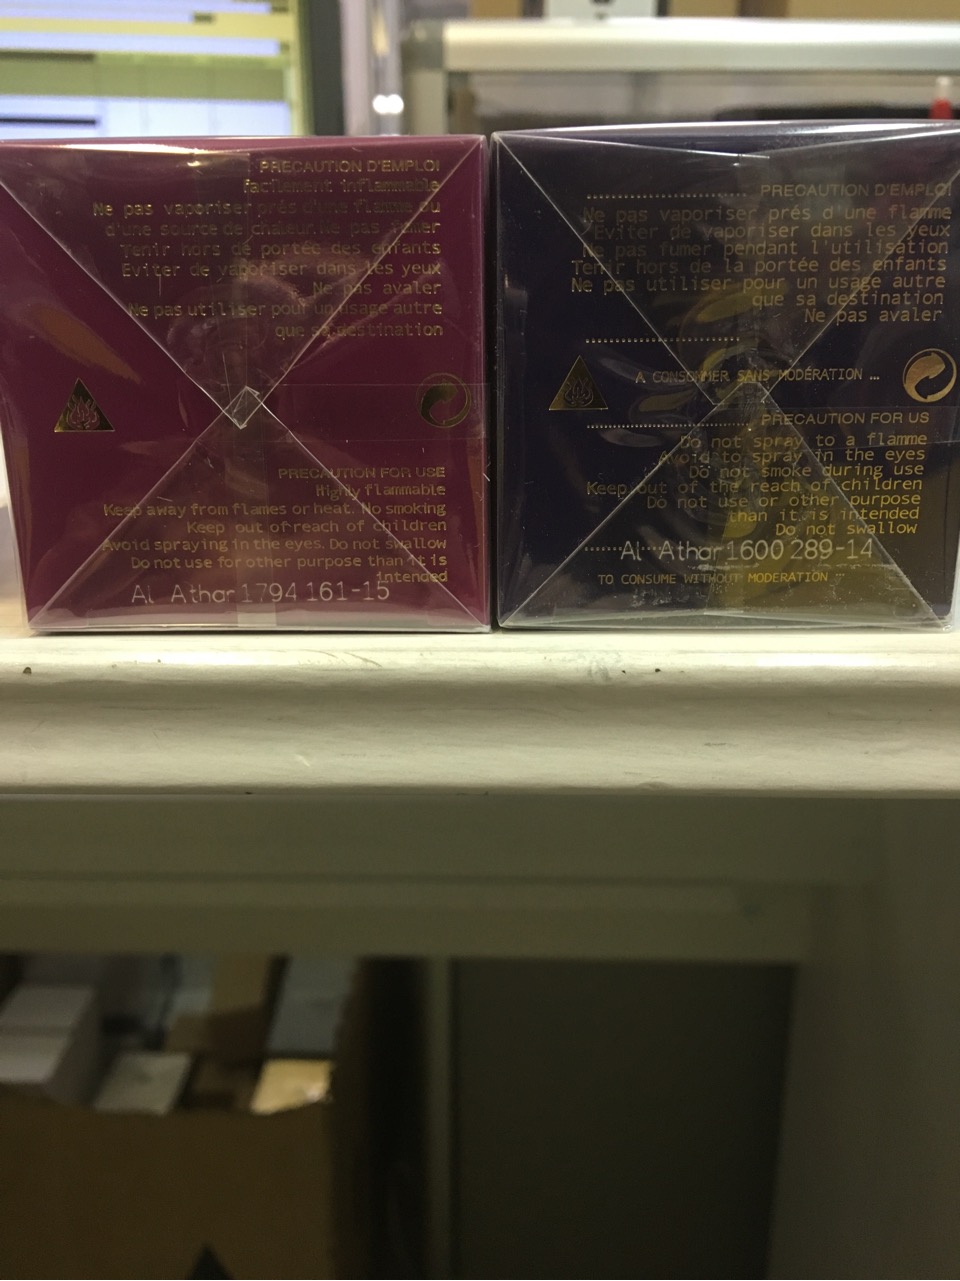 PRECAUTION D'EMPLOI
facilement inflammable
Ne pas vaporiser prés d'une flamme ou
d'une source de chaleur. Ne pas fumer
Tenir hors de portée des enfants
Eviter de vaporiser dans les yeux
Ne pas avaler
Ne pas utiliser pour un usage autre
que sa destination
PRECAUTION FOR USE
Highly flammable
Keep away from flames or heat. No smoking
Keep out of reach of children
Avoid spraying in the eyes. Do not swallow
Do not use for other purpose than it is
intended
Al Athar 1794 161-15
PRECAUTION D'EMPLOI
Ne pas vaporiser prés d'une flamme
Eviter de vaporiser dans les yeux
Ne pas fumer pendant l'utilisation
Tenir hors de la portée des enfants
Ne pas utiliser pour un usage autre
que sa destination
Ne pas avaler
A CONSOMMER SANS MODÉRATION ...
PRECAUTION FOR US
Do not spray to a flamme
Avoid to spray in the eyes
Do not smoke during use
Keep out of the reach of children
Do not use or other purpose
than it is intended
Do not swallow
Al Athar 1600 289-14
TO CONSUME WITHOUT MODERATION ...